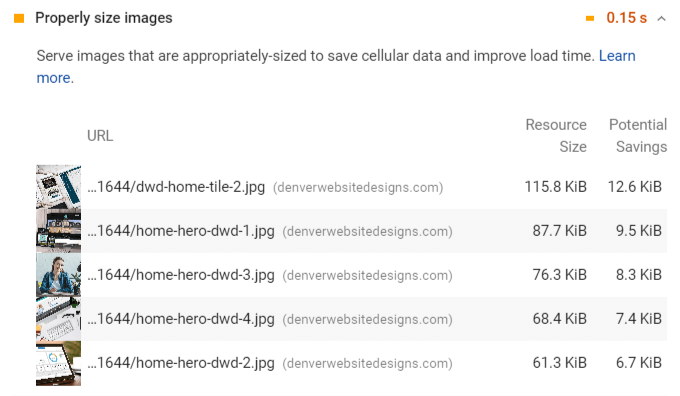 Properly size images 0.15 s
Serve images that are appropriately-sized to save cellular data and improve load time. Learn
more.
URL Resource Size Potential Savings
...1644/dwd-home-tile-2.jpg (denverwebsitedesigns.com) 115.8 KiB 12.6 KiB
...1644/home-hero-dwd-1.jpg (denverwebsitedesigns.com) 87.7 KiB 9.5 KiB
...1644/home-hero-dwd-3.jpg (denverwebsitedesigns.com) 76.3 KiB 8.3 KiB
...1644/home-hero-dwd-4.jpg (denverwebsitedesigns.com) 68.4 KiB 7.4 KiB
...1644/home-hero-dwd-2.jpg (denverwebsitedesigns.com) 61.3 KiB 6.7 KiB